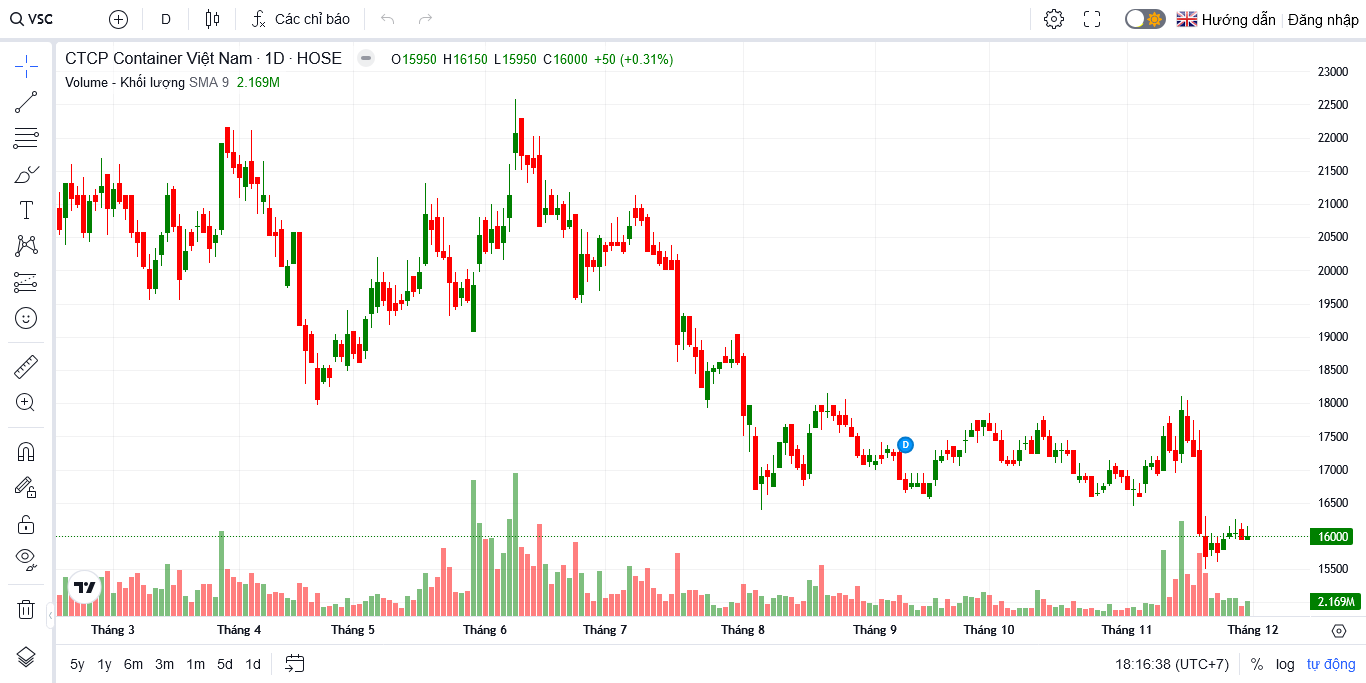 VSC D Các chỉ báo Hướng dẫn Đăng nhập
CTCP Container Việt Nam · 1D · HOSE O15950 H16150 L15950 C16000 +50 (+0.31%)
Volume - Khối lượng SMA 9 2.169M
23000
22500
22000
21500
21000
20500
20000
19500
19000
18500
18000
17500
D
17000
16500
16000
15500
2.169M
Tháng 3 Tháng 4 Tháng 5 Tháng 6 Tháng 7 Tháng 8 Tháng 9 Tháng 10 Tháng 11 Tháng 12
5y 1y 6m 3m 1m 5d 1d 18:16:38 (UTC+7) % log tự động